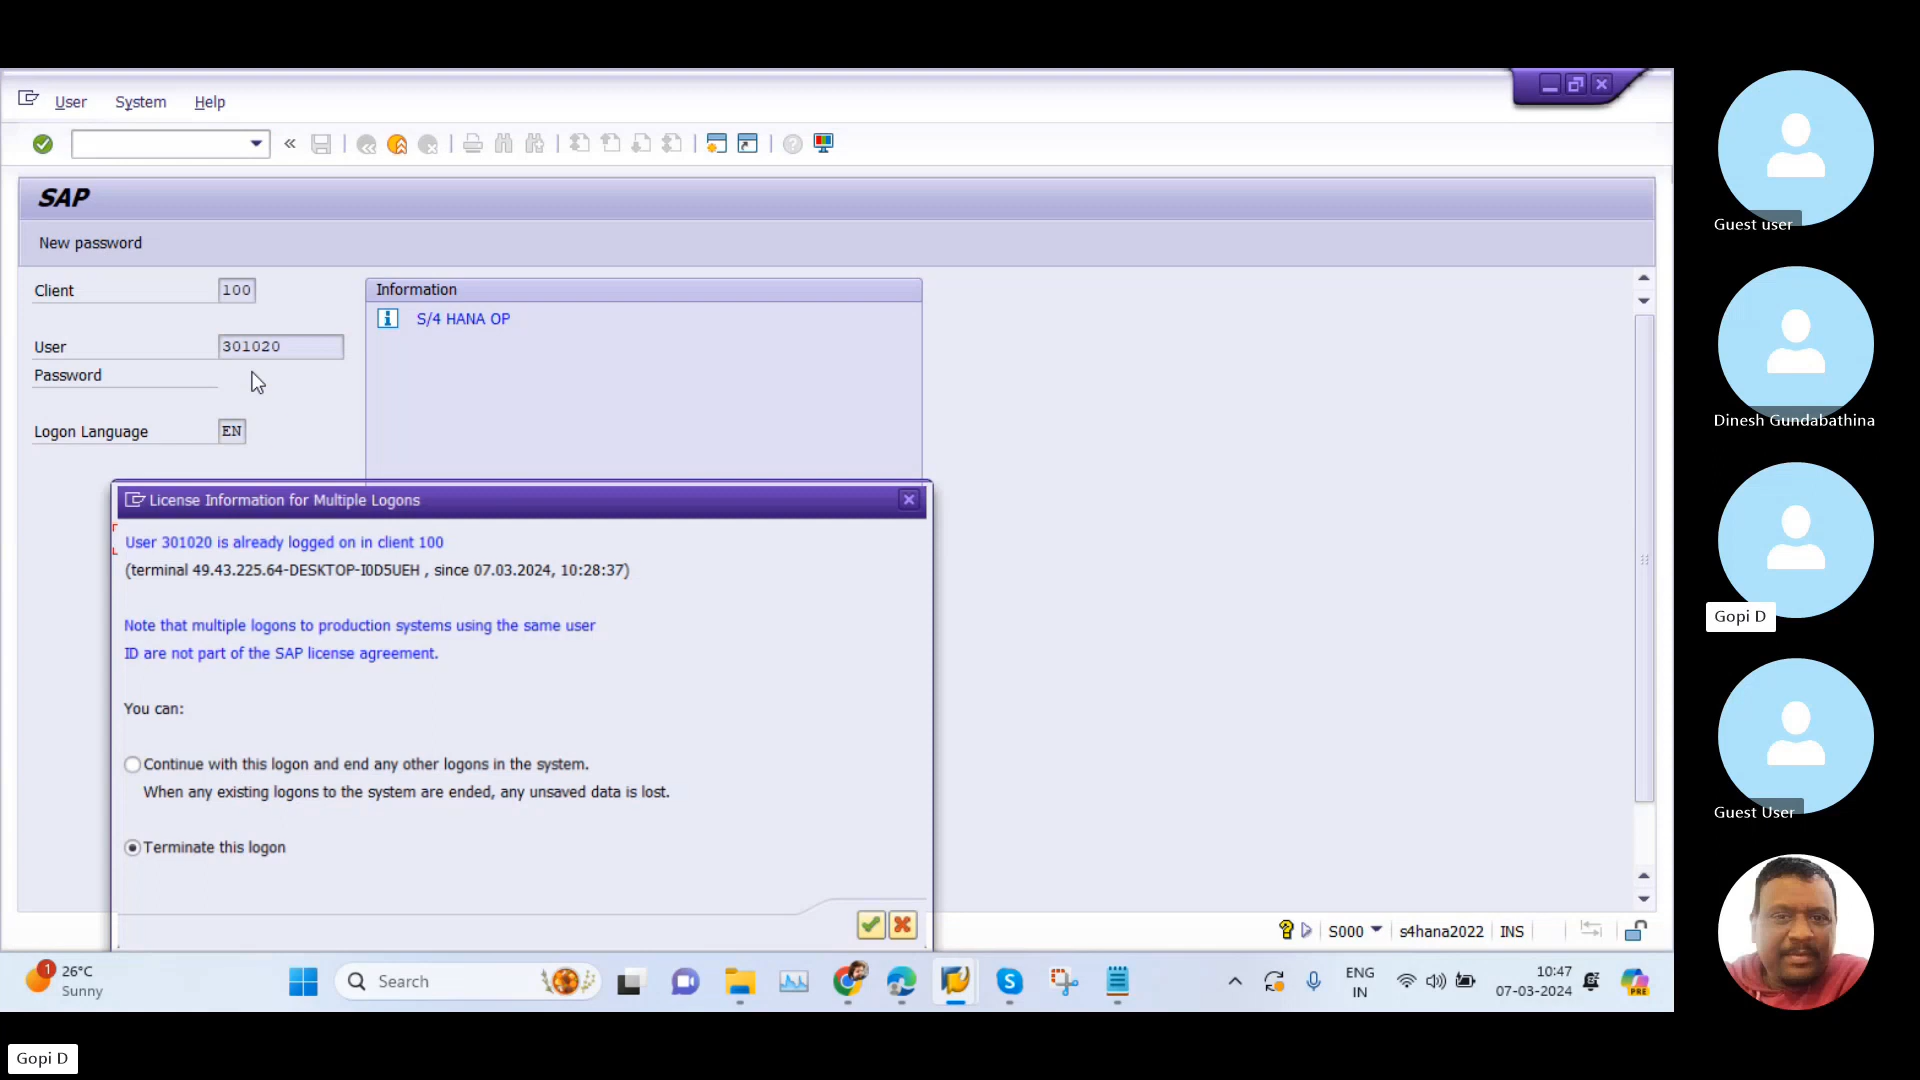 User System Help
SAP
New password
Client 100
User 301020
Password
Logon Language EN
Information
i S/4 HANA OP
License Information for Multiple Logons
User 301020 is already logged on in client 100
(terminal 49.43.225.64-DESKTOP-I0D5UEH , since 07.03.2024, 10:28:37)
Note that multiple logons to production systems using the same user
ID are not part of the SAP license agreement.
You can:
Continue with this logon and end any other logons in the system.
When any existing logons to the system are ended, any unsaved data is lost.
Terminate this logon
S000 s4hana2022 INS
1 26°C
Sunny
Search
ENG
IN
10:47
07-03-2024
PRE
Guest user
Dinesh Gundabathina
Gopi D
Guest User
Gopi D